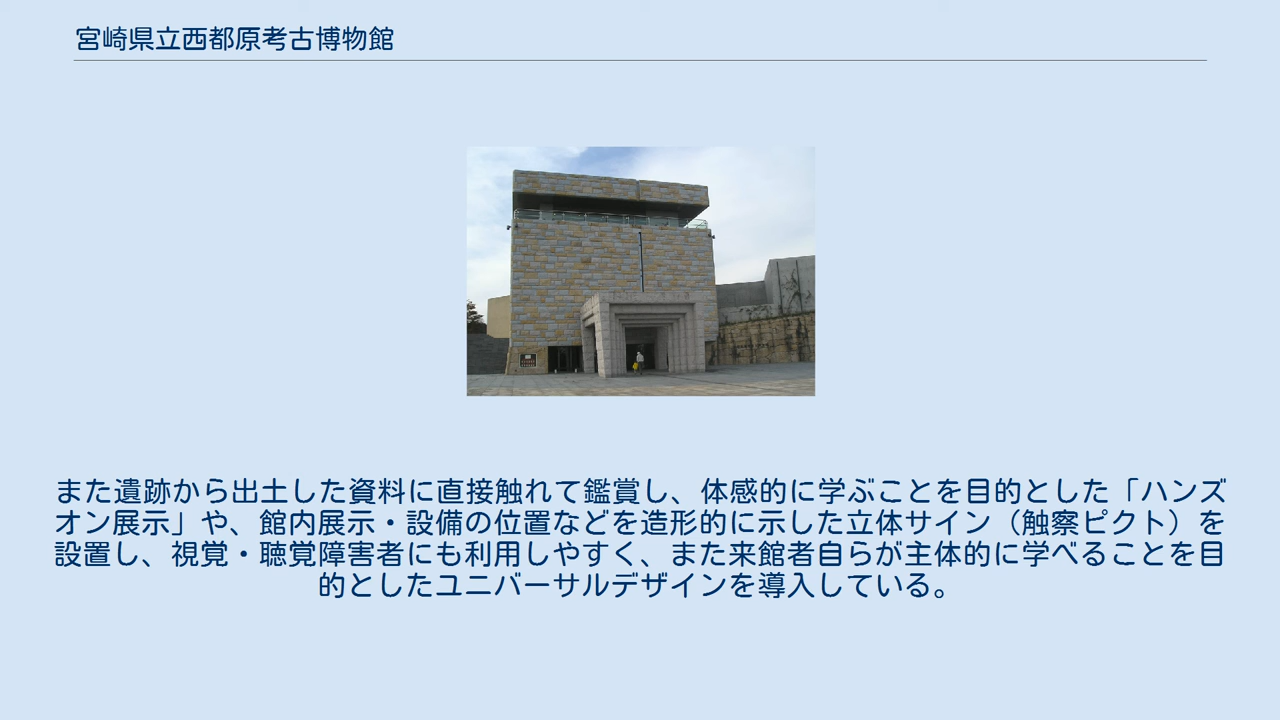 宮崎県立西都原考古博物館
また遺跡から出土した資料に直接触れて鑑賞し、体感的に学ぶことを目的とした「ハンズ
オン展示」や、館内展示・設備の位置などを造形的に示した立体サイン（触察ピクト）を
設置し、視覚・聴覚障害者にも利用しやすく、また来館者自らが主体的に学べることを目
的としたユニバーサルデザインを導入している。